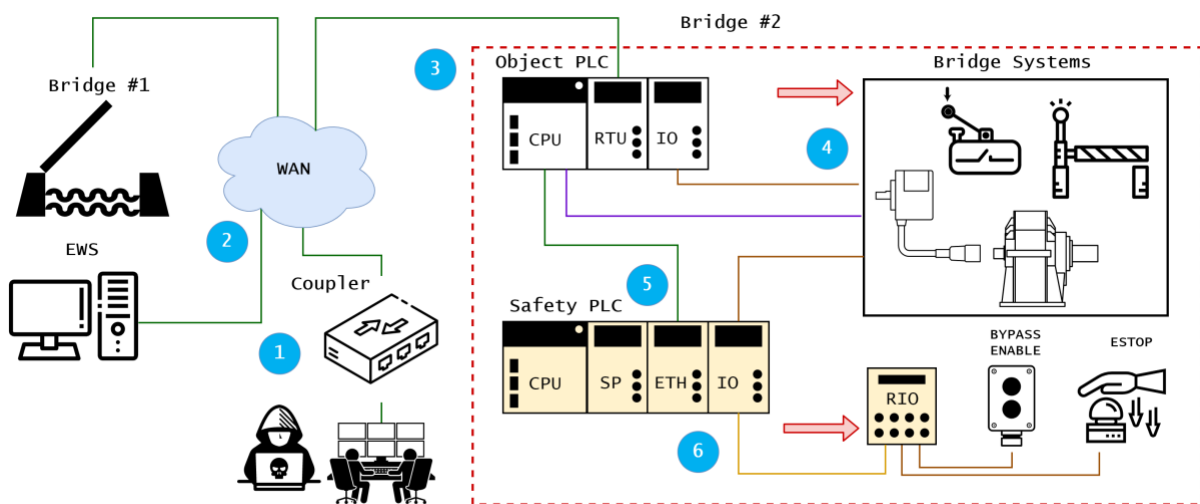 Bridge #2
3
Object PLC
Bridge Systems
Bridge #1
CPU
RTU
IO
4
WAN
2
EWS
Coupler
5
Safety PLC
1
CPU
SP
ETH
IO
BYPASS
ENABLE
ESTOP
RIO
6